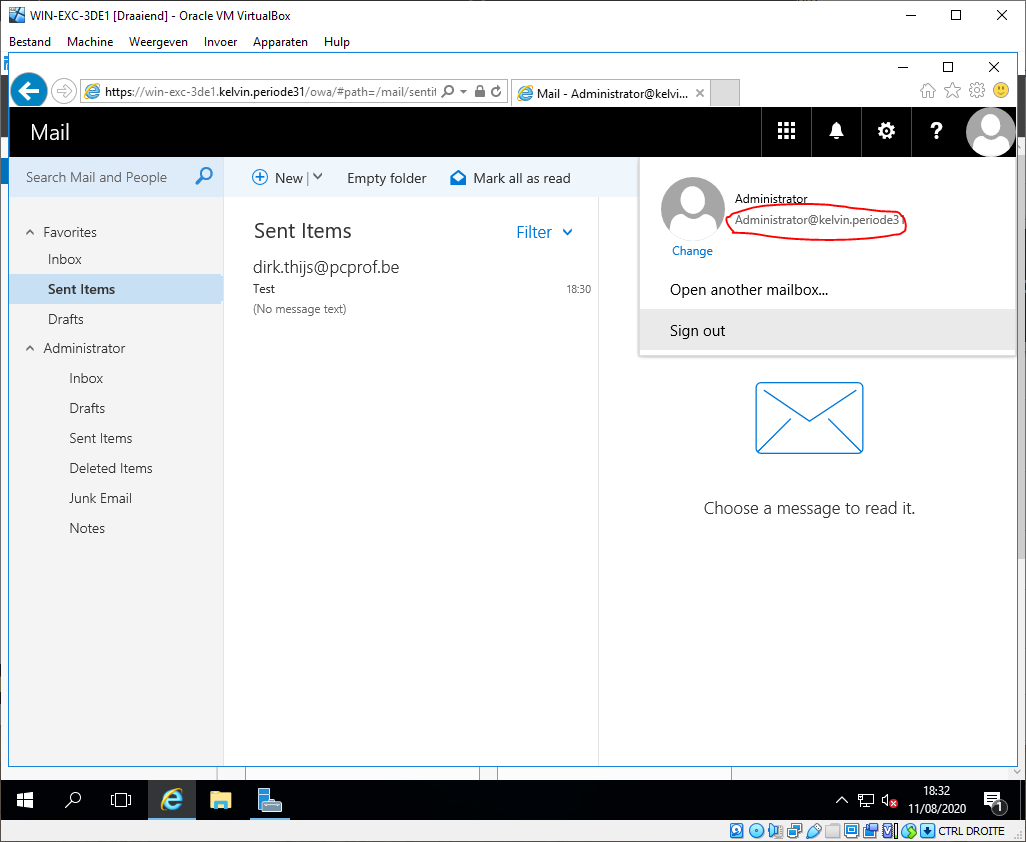 WIN-EXC-3DE1 [Draaiend] - Oracle VM VirtualBox
Bestand Machine Weergeven Invoer Apparaten Hulp
https://win-exc-3de1.kelvin.periode31/owa/#path=/mail/sentit
Mail - Administrator@kelvi...
Mail
?
Search Mail and People
New
Empty folder
Mark all as read
Administrator
Administrator@kelvin.periode31
Change
Open another mailbox...
Sign out
Favorites
Inbox
Sent Items
Drafts
Administrator
Inbox
Drafts
Sent Items
Deleted Items
Junk Email
Notes
Sent Items
Filter
dirk.thijs@pcprof.be
Test 18:30
(No message text)
Choose a message to read it.
18:32
11/08/2020
1
CTRL DROITE